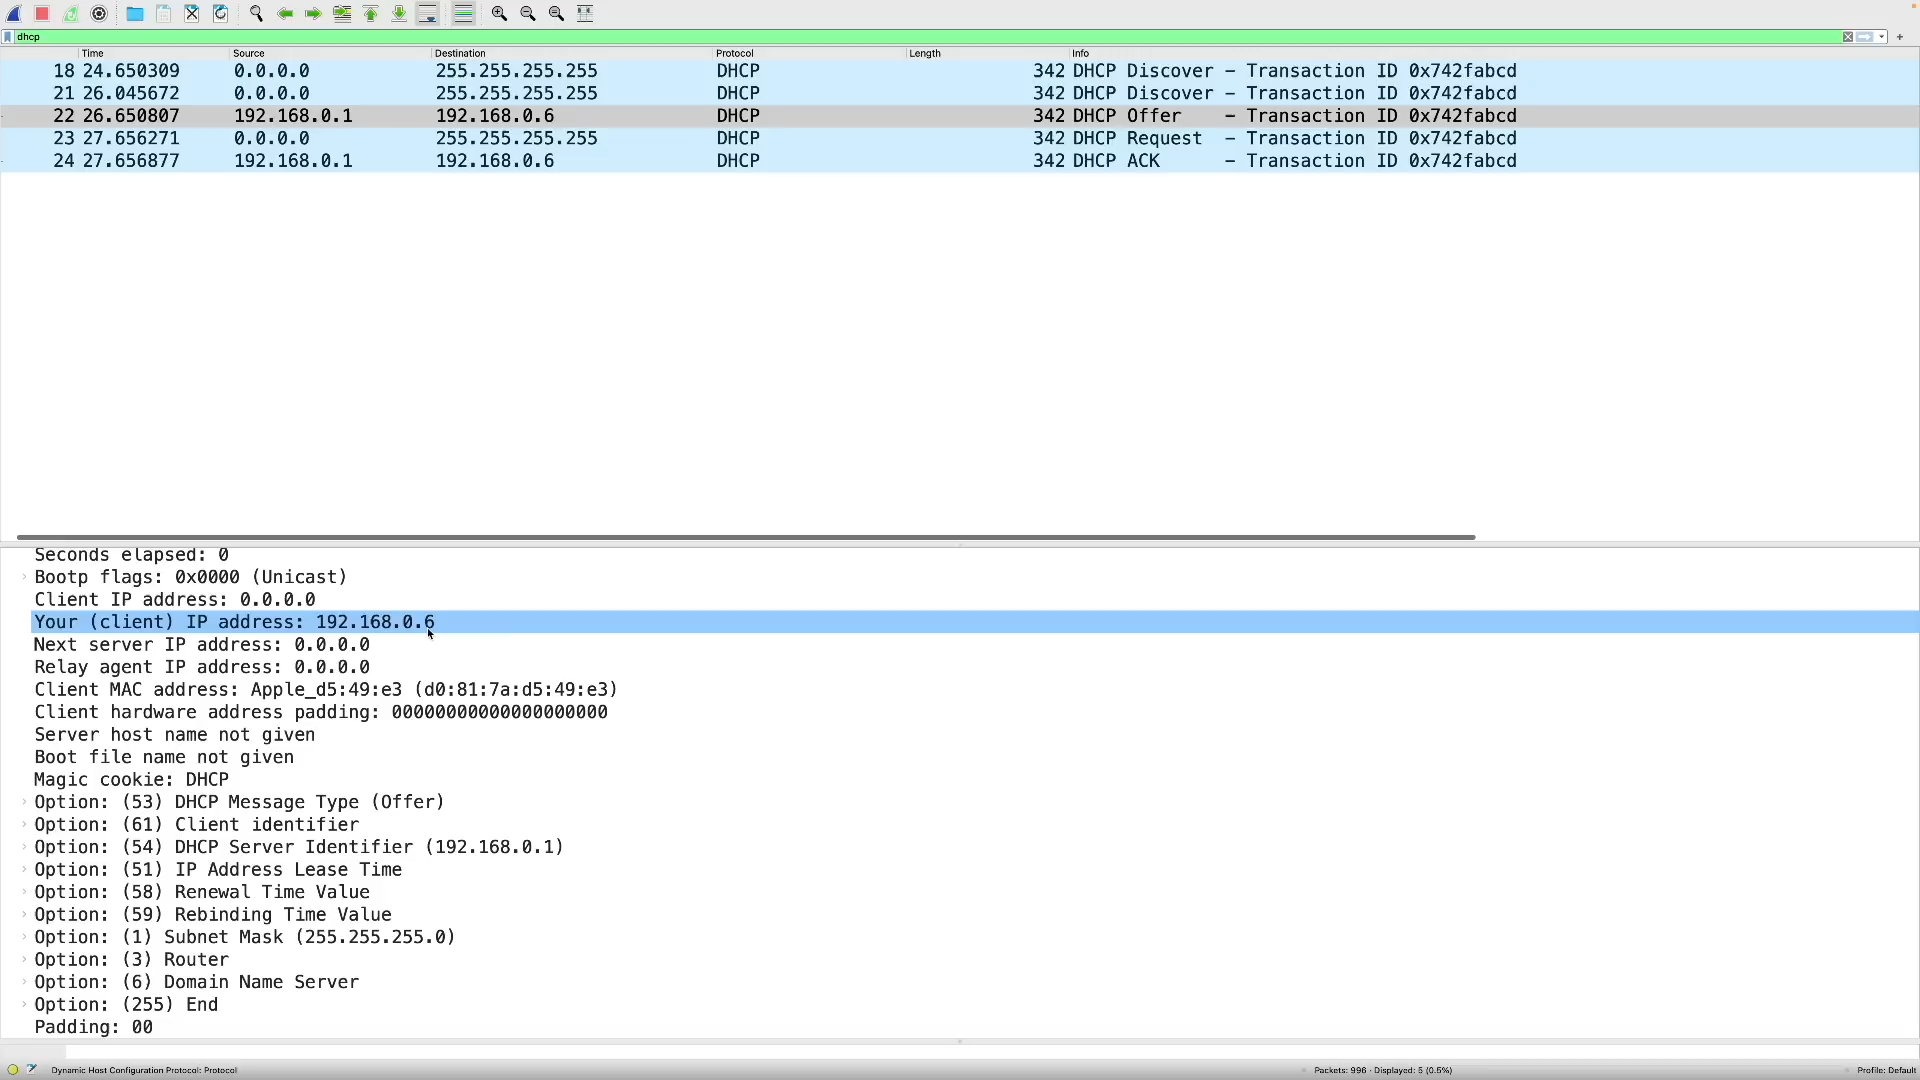 dhcp
Time Source Destination Protocol Length Info
18 24.650309 0.0.0.0 255.255.255.255 DHCP 342 DHCP Discover – Transaction ID 0x742fabcd
21 26.045672 0.0.0.0 255.255.255.255 DHCP 342 DHCP Discover – Transaction ID 0x742fabcd
22 26.650807 192.168.0.1 192.168.0.6 DHCP 342 DHCP Offer – Transaction ID 0x742fabcd
23 27.656271 0.0.0.0 255.255.255.255 DHCP 342 DHCP Request – Transaction ID 0x742fabcd
24 27.656877 192.168.0.1 192.168.0.6 DHCP 342 DHCP ACK – Transaction ID 0x742fabcd
Seconds elapsed: 0
Bootp flags: 0x0000 (Unicast)
Client IP address: 0.0.0.0
Your (client) IP address: 192.168.0.6
Next server IP address: 0.0.0.0
Relay agent IP address: 0.0.0.0
Client MAC address: Apple_d5:49:e3 (d0:81:7a:d5:49:e3)
Client hardware address padding: 00000000000000000000
Server host name not given
Boot file name not given
Magic cookie: DHCP
Option: (53) DHCP Message Type (Offer)
Option: (61) Client identifier
Option: (54) DHCP Server Identifier (192.168.0.1)
Option: (51) IP Address Lease Time
Option: (58) Renewal Time Value
Option: (59) Rebinding Time Value
Option: (1) Subnet Mask (255.255.255.0)
Option: (3) Router
Option: (6) Domain Name Server
Option: (255) End
Padding: 00
Dynamic Host Configuration Protocol: Protocol Packets: 996 · Displayed: 5 (0.5%) Profile: Default